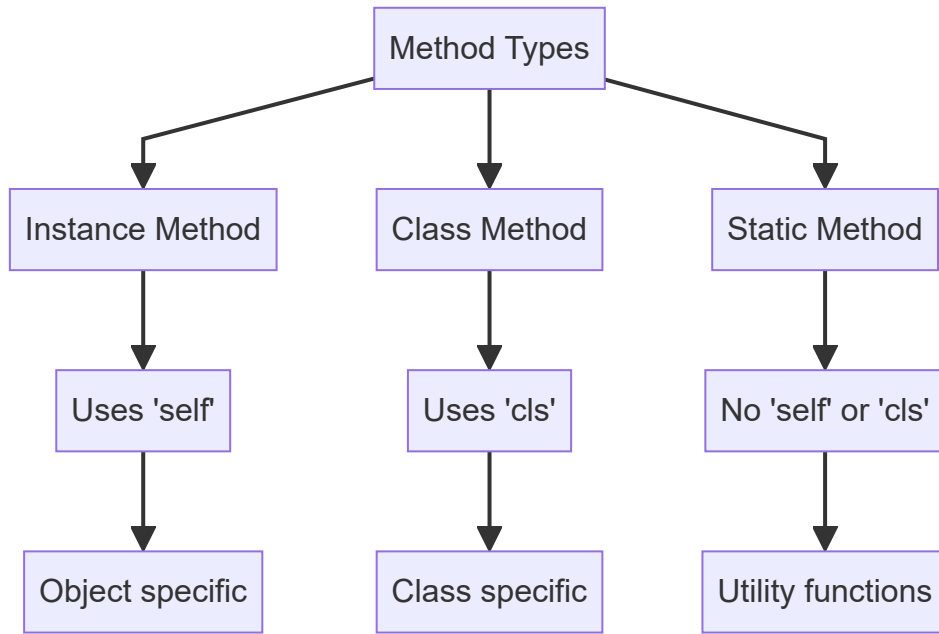 Method Types
Instance Method
Class Method
Static Method
Uses 'self'
Uses 'cls'
No 'self' or 'cls'
Object specific
Class specific
Utility functions